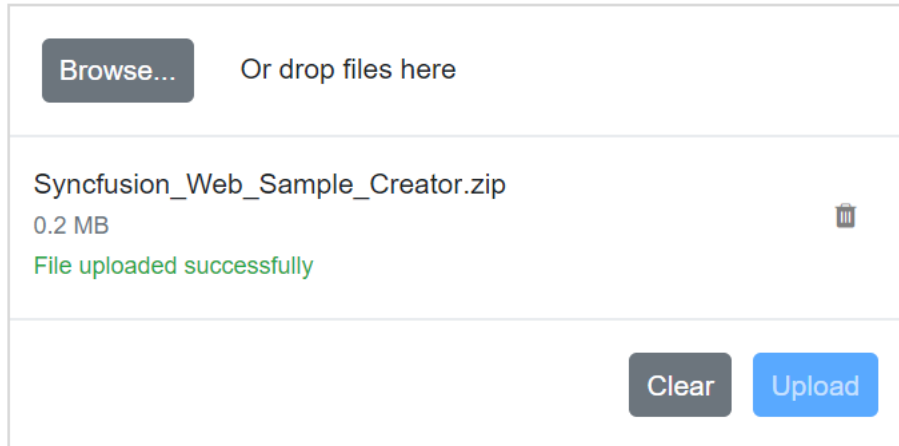 Browse... Or drop files here
Syncfusion_Web_Sample_Creator.zip
0.2 MB
File uploaded successfully
Clear Upload